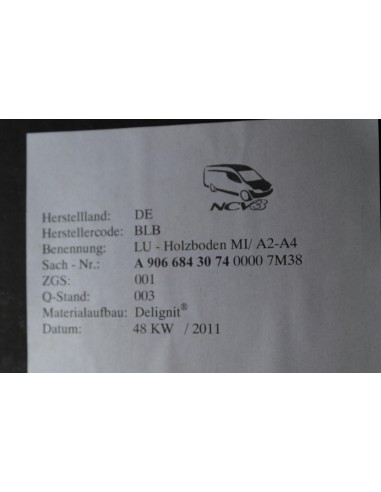 NCV3
Herstellland: DE
Herstellercode: BLB
Benennung: LU - Holzboden MI/ A2-A4
Sach - Nr.: A 906 684 30 74 0000 7M38
ZGS: 001
Q-Stand: 003
Materialaufbau: Delignit®
Datum: 48 KW / 2011